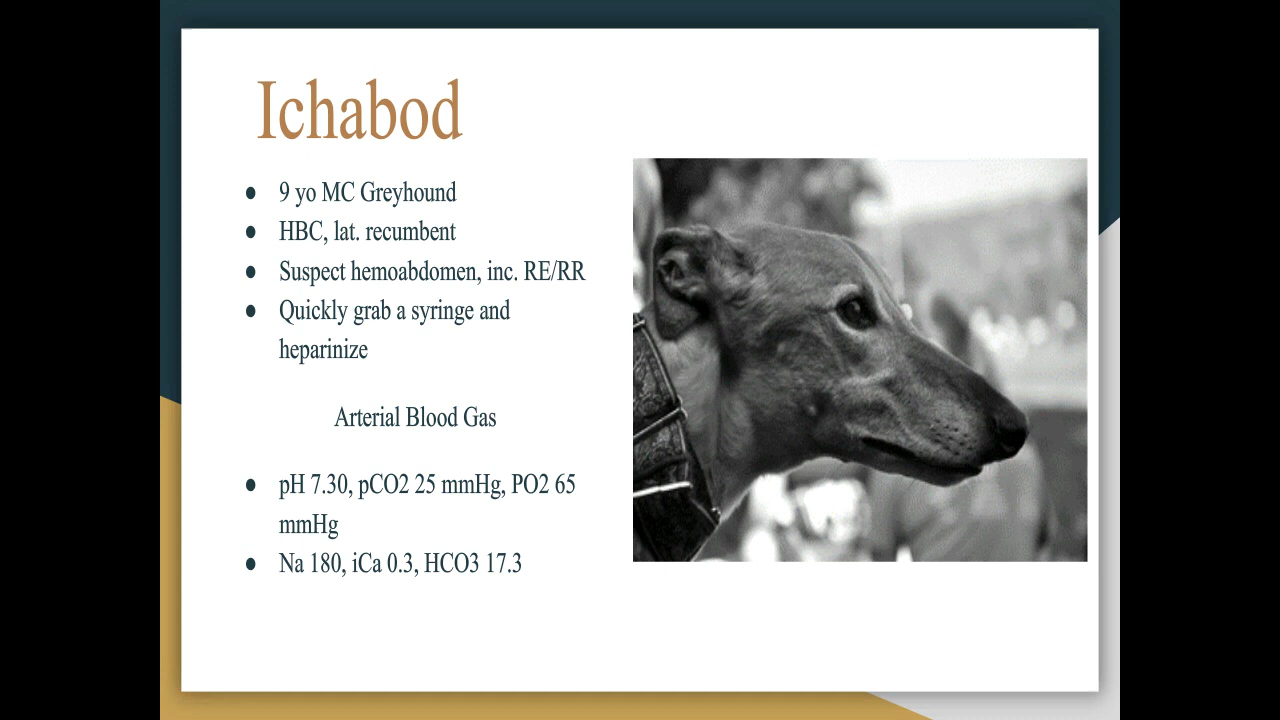 Ichabod
● 9 yo MC Greyhound
● HBC, lat. recumbent
● Suspect hemoabdomen, inc. RE/RR
● Quickly grab a syringe and
heparinize
Arterial Blood Gas
● pH 7.30, pCO2 25 mmHg, PO2 65
mmHg
● Na 180, iCa 0.3, HCO3 17.3